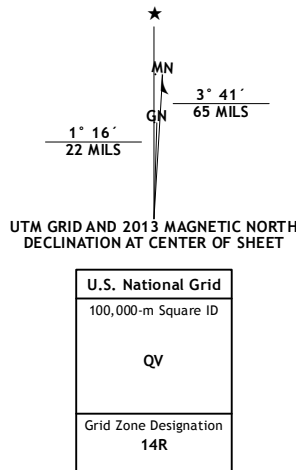 ★
MN
3° 41´
65 MILS
GN
1° 16´
22 MILS
UTM GRID AND 2013 MAGNETIC NORTH
DECLINATION AT CENTER OF SHEET
U.S. National Grid
100,000-m Square ID
QV
Grid Zone Designation
14R